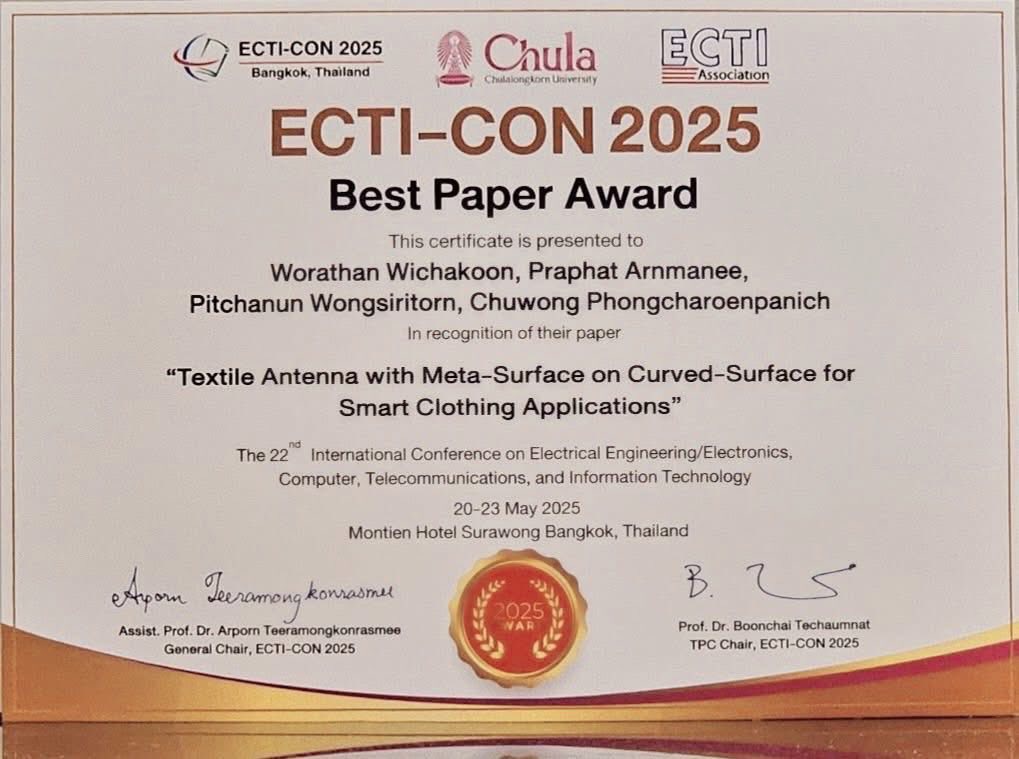 ECTI-CON 2025
Bangkok, Thailand
Chula
Chulalongkorn University
ECTI
Association
ECTI-CON 2025
Best Paper Award
This certificate is presented to
Worathan Wichakoon, Praphat Arnmanee,
Pitchanun Wongsiritorn, Chuwong Phongcharoenpanich
In recognition of their paper
“Textile Antenna with Meta-Surface on Curved-Surface for
Smart Clothing Applications”
The 22nd International Conference on Electrical Engineering/Electronics,
Computer, Telecommunications, and Information Technology
20-23 May 2025
Montien Hotel Surawong Bangkok, Thailand
Arporn Teeramongkonrasmee
B.
Assist. Prof. Dr. Arporn Teeramongkonrasmee
General Chair, ECTI-CON 2025
2025
Prof. Dr. Boonchai Techaumnat
TPC Chair, ECTI-CON 2025